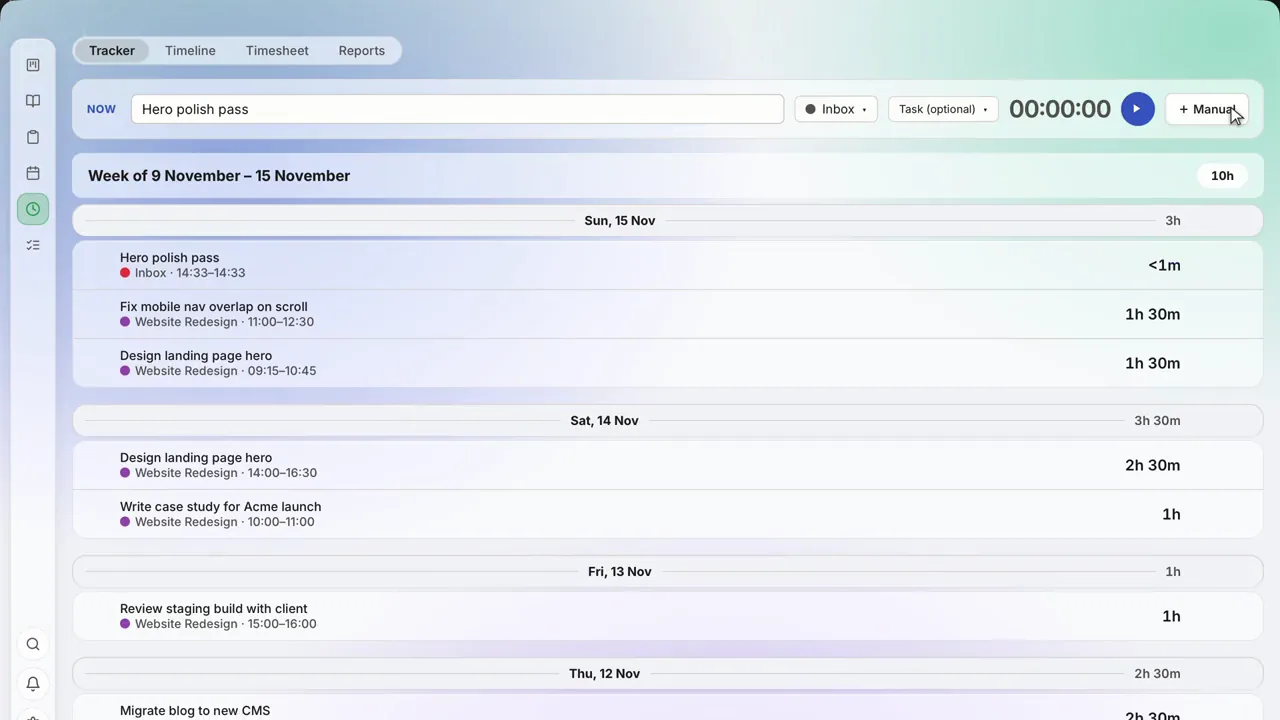 Tracker Timeline Timesheet Reports
NOW Hero polish pass Inbox Task (optional) 00:00:00 + Manual
Week of 9 November – 15 November 10h
Sun, 15 Nov 3h
Hero polish pass
Inbox · 14:33–14:33
<1m
Fix mobile nav overlap on scroll
Website Redesign · 11:00–12:30
1h 30m
Design landing page hero
Website Redesign · 09:15–10:45
1h 30m
Sat, 14 Nov 3h 30m
Design landing page hero
Website Redesign · 14:00–16:30
2h 30m
Write case study for Acme launch
Website Redesign · 10:00–11:00
1h
Fri, 13 Nov 1h
Review staging build with client
Website Redesign · 15:00–16:00
1h
Thu, 12 Nov 2h 30m
Migrate blog to new CMS
2h 30m